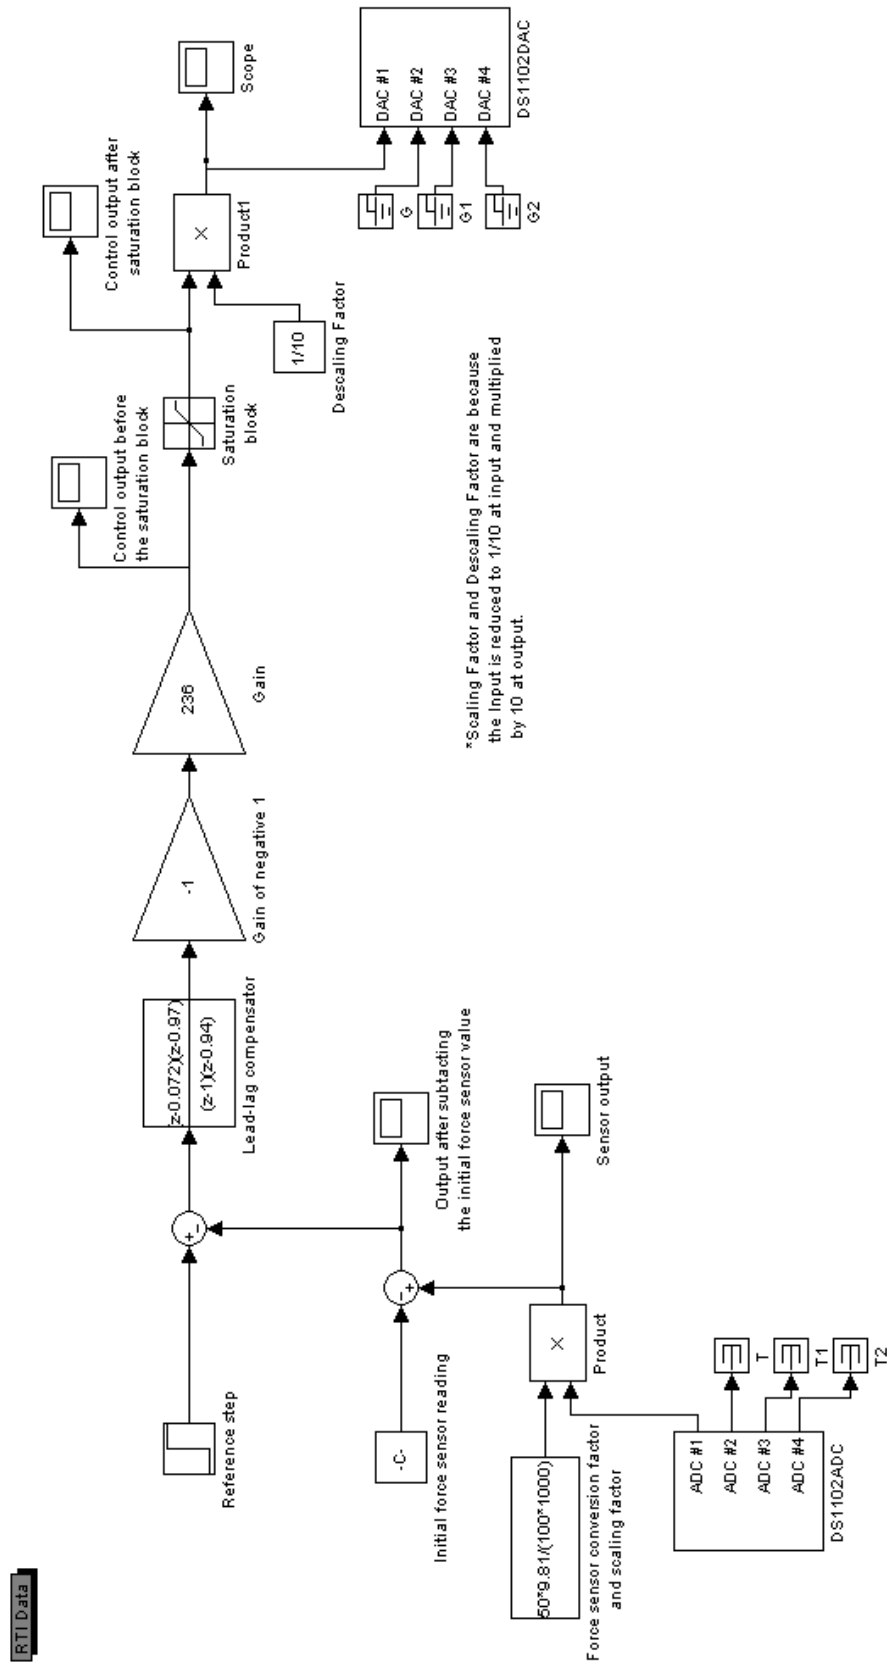 RTI Data
Reference step
+
-
(z-0.072)(z-0.97)
(z-1)(z-0.94)
Lead-lag compensator
-1
Gain of negative 1
236
Gain
Control output before
the saturation block
Saturation
block
Control output after
saturation block
1/10
Descaling Factor
×
Product1
Scope
-C-
Initial force sensor reading
-
+
Output after subtacting
the initial force sensor value
50*9.81/(100*1000)
Force sensor conversion factor
and scaling factor
×
Product
Sensor output
ADC #1
ADC #2
ADC #3
ADC #4
DS1102ADC
T
T1
T2
G
G1
G2
DAC #1
DAC #2
DAC #3
DAC #4
DS1102DAC
*Scaling Factor and Descaling Factor are because
the Input is reduced to 1/10 at input and multiplied
by 10 at output.